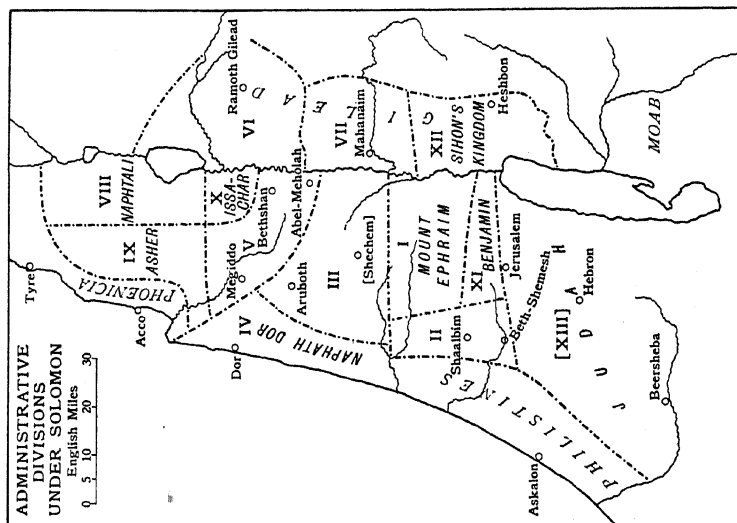 ADMINISTRATIVE
DIVISIONS
UNDER SOLOMON
English Miles
0 5 10 20 30
Tyre
PHOENICIA
Acco
IX
ASHER
VIII
NAPHTALI
X
ISSA-
CHAR
Megiddo
V
Bethshan
Abel-Meholah
VI
Ramoth Gilead
Dor
IV
NAPHATH DOR
Aruboth
III
[Shechem]
VII
Mahanaim
GILEAD
I
MOUNT
EPHRAIM
II
Shaalbim
XI
BENJAMIN
Jerusalem
Beth-Shemesh
XII
SIHON'S
KINGDOM
Heshbon
PHILISTINES
Askalon
[XIII]
JUDAH
Hebron
Beersheba
MOAB